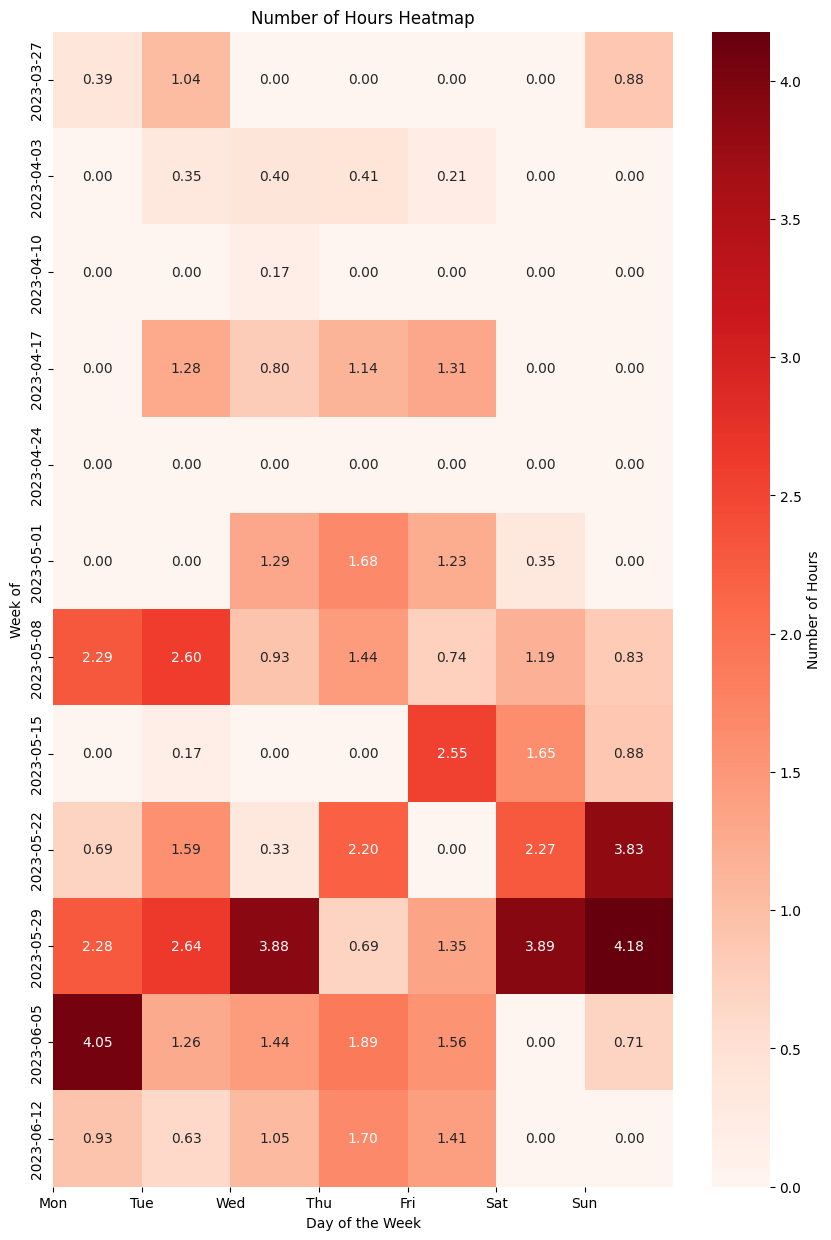 Number of Hours Heatmap
2023-03-27 0.39 1.04 0.00 0.00 0.00 0.00 0.88
2023-04-03 0.00 0.35 0.40 0.41 0.21 0.00 0.00
2023-04-10 0.00 0.00 0.17 0.00 0.00 0.00 0.00
2023-04-17 0.00 1.28 0.80 1.14 1.31 0.00 0.00
2023-04-24 0.00 0.00 0.00 0.00 0.00 0.00 0.00
2023-05-01 0.00 0.00 1.29 1.68 1.23 0.35 0.00
2023-05-08 2.29 2.60 0.93 1.44 0.74 1.19 0.83
2023-05-15 0.00 0.17 0.00 0.00 2.55 1.65 0.88
2023-05-22 0.69 1.59 0.33 2.20 0.00 2.27 3.83
2023-05-29 2.28 2.64 3.88 0.69 1.35 3.89 4.18
2023-06-05 4.05 1.26 1.44 1.89 1.56 0.00 0.71
2023-06-12 0.93 0.63 1.05 1.70 1.41 0.00 0.00
Mon Tue Wed Thu Fri Sat Sun
Day of the Week
Week of
4.0
3.5
3.0
2.5
2.0
1.5
1.0
0.5
0.0
Number of Hours